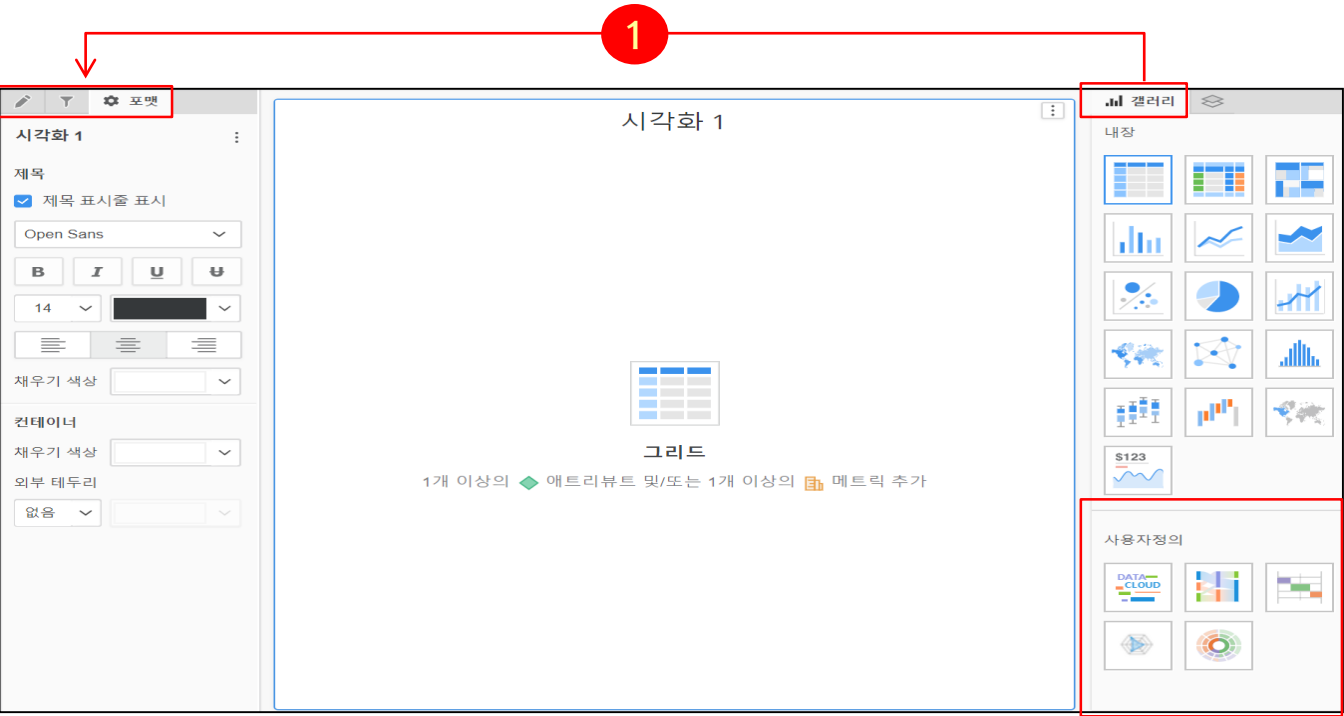 1
포맷
시각화 1
제목
제목 표시줄 표시
Open Sans
B I U U
14
채우기 색상
컨테이너
채우기 색상
외부 테두리
없음
시각화 1
그리드
1개 이상의 애트리뷰트 및/또는 1개 이상의 메트릭 추가
갤러리
내장
$123
사용자정의
DATA
CLOUD